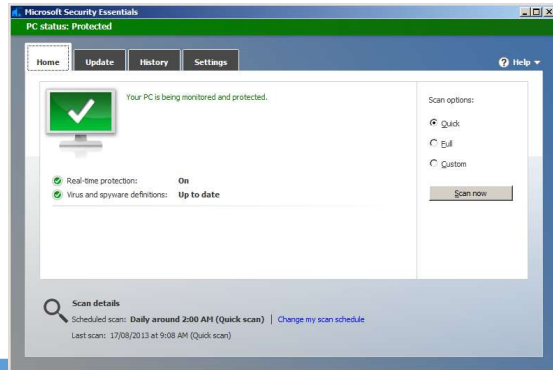 Microsoft Security Essentials
PC status: Protected
Home Update History Settings Help
Your PC is being monitored and protected.
Real-time protection: On
Virus and spyware definitions: Up to date
Scan options:
Quick
Full
Custom
Scan now
Scan details
Scheduled scan: Daily around 2:00 AM (Quick scan) | Change my scan schedule
Last scan: 17/08/2013 at 9:08 AM (Quick scan)